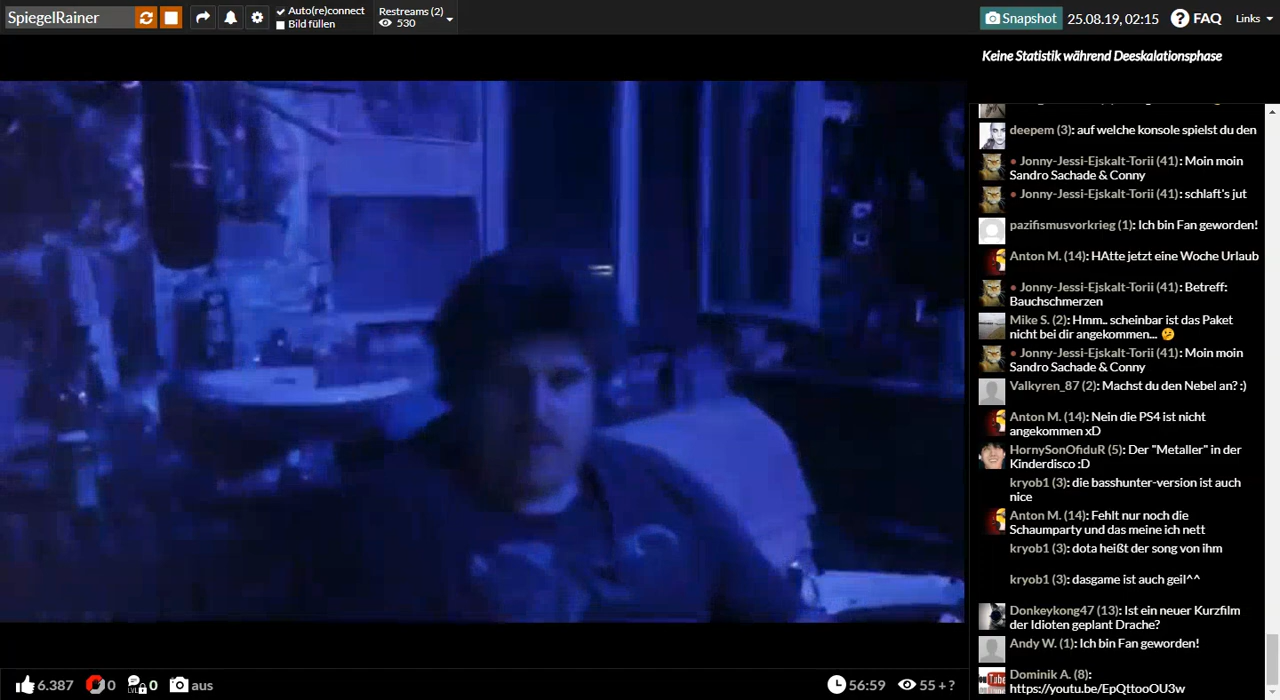 SpiegelRainer
Auto(re)connect
Bild füllen
Restreams (2)
530
Snapshot
25.08.19, 02:15
FAQ
Links
Keine Statistik während Deeskalationsphase
deepem (3): auf welche konsole spielst du den
Jonny-Jessi-Ejskalt-Torii (41): Moin moin
Sandro Sachade & Conny
Jonny-Jessi-Ejskalt-Torii (41): schlaft's jut
pazifismusvorkrieg (1): Ich bin Fan geworden!
Anton M. (14): HAtte jetzt eine Woche Urlaub
Jonny-Jessi-Ejskalt-Torii (41): Betreff:
Bauchschmerzen
Mike S. (2): Hmm.. scheinbar ist das Paket
nicht bei dir angekommen... 🤔
Jonny-Jessi-Ejskalt-Torii (41): Moin moin
Sandro Sachade & Conny
Valkyren_87 (2): Machst du den Nebel an? :)
Anton M. (14): Nein die PS4 ist nicht
angekommen xD
HornySonOfiduR (5): Der "Metaller" in der
Kinderdisco :D
kryob1 (3): die basshunter-version ist auch
nice
Anton M. (14): Fehlt nur noch die
Schaumparty und das meine ich nett
kryob1 (3): dota heißt der song von ihm
kryob1 (3): dasgame ist auch geil^^
Donkeykong47 (13): Ist ein neuer Kurzfilm
der Idioten geplant Drache?
Andy W. (1): Ich bin Fan geworden!
Dominik A. (8):
https://youtu.be/EpQttooOU3w
6.387
0
LVL
0
aus
56:59
55 + ?